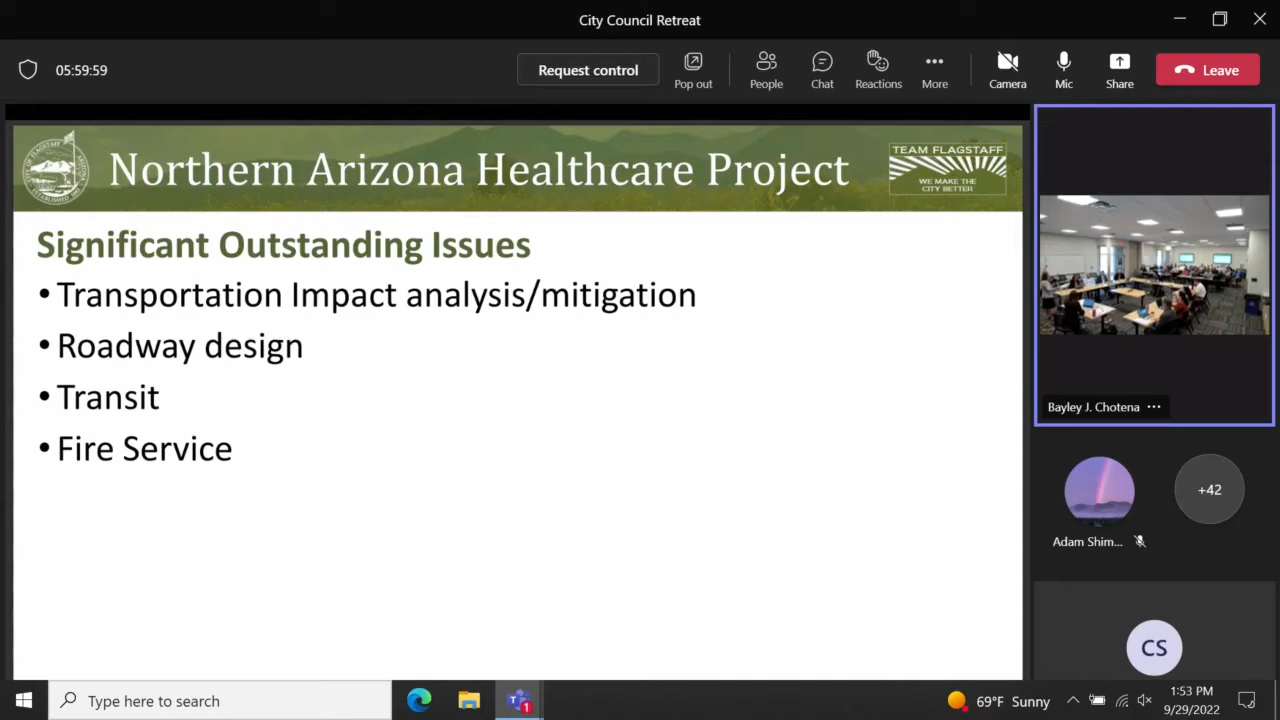 City Council Retreat
05:59:59
Request control
Pop out
People
Chat
Reactions
More
Camera
Mic
Share
Leave
Northern Arizona Healthcare Project
TEAM FLAGSTAFF
WE MAKE THE
CITY BETTER
Significant Outstanding Issues
• Transportation Impact analysis/mitigation
• Roadway design
• Transit
• Fire Service
Bayley J. Chotena
+42
Adam Shim...
CS
Type here to search
1
69°F Sunny
1:53 PM
9/29/2022